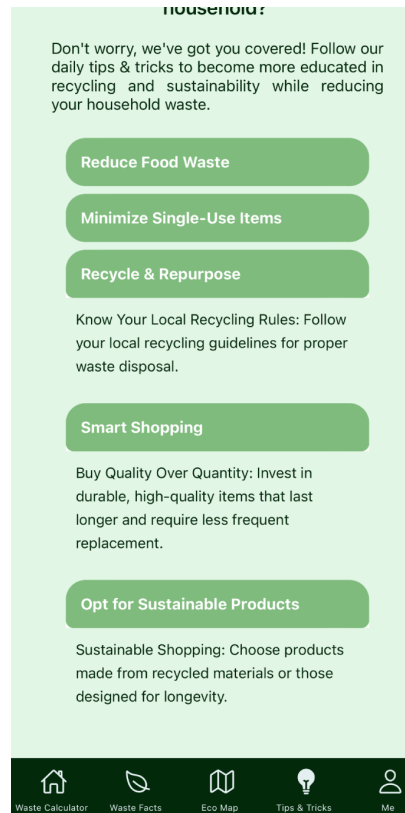 household?
Don't worry, we've got you covered! Follow our
daily tips & tricks to become more educated in
recycling and sustainability while reducing
your household waste.
Reduce Food Waste
Minimize Single-Use Items
Recycle & Repurpose
Know Your Local Recycling Rules: Follow
your local recycling guidelines for proper
waste disposal.
Smart Shopping
Buy Quality Over Quantity: Invest in
durable, high-quality items that last
longer and require less frequent
replacement.
Opt for Sustainable Products
Sustainable Shopping: Choose products
made from recycled materials or those
designed for longevity.
Waste Calculator Waste Facts Eco Map Tips & Tricks Me